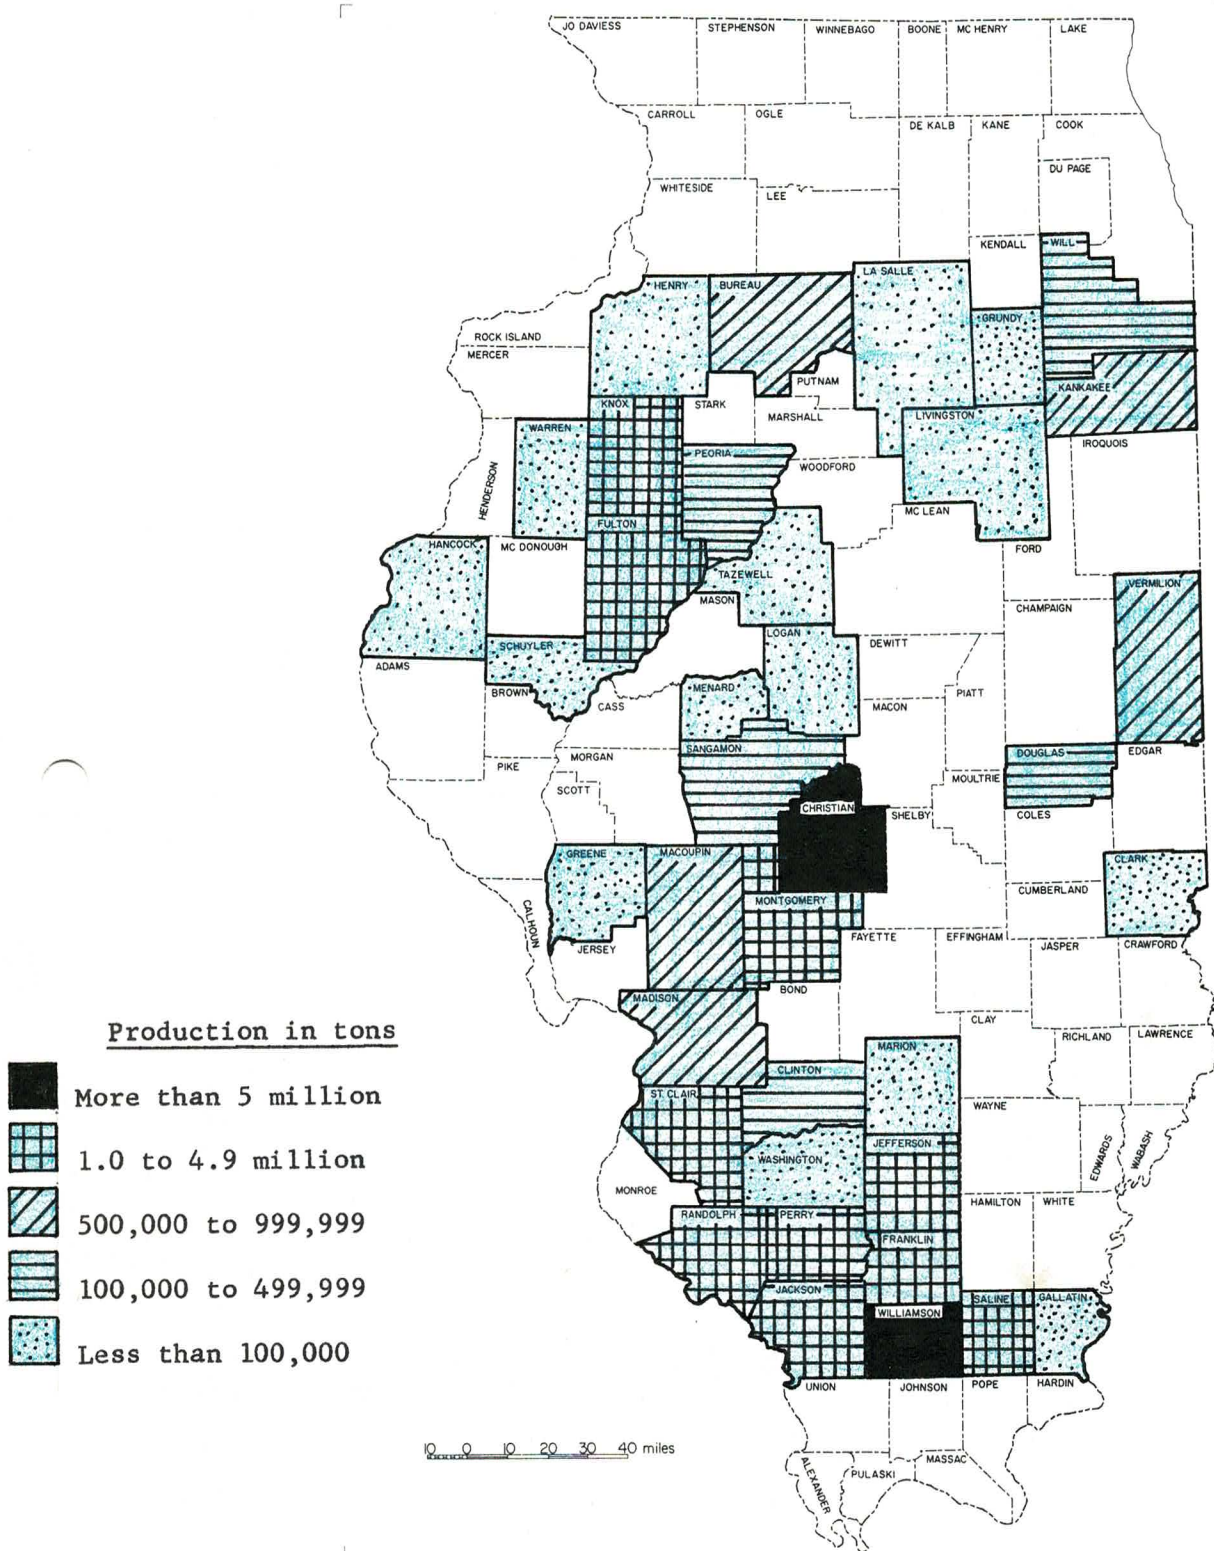 JO DAVIESS STEPHENSON WINNEBAGO BOONE MC HENRY LAKE
CARROLL OGLE DE KALB KANE COOK
DU PAGE
WHITESIDE LEE
KENDALL WILL
HENRY BUREAU LA SALLE
GRUNDY
ROCK ISLAND
MERCER
PUTNAM KANKAKEE
KNOX STARK MARSHALL LIVINGSTON
WARREN IROQUOIS
PEORIA WOODFORD
HENDERSON
MC LEAN
FULTON
HANCOCK MC DONOUGH FORD
TAZEWELL VERMILION
MASON CHAMPAIGN
LOGAN
SCHUYLER DEWITT
ADAMS
BROWN MENARD PIATT
CASS MACON
SANGAMON DOUGLAS EDGAR
MORGAN
PIKE MOULTRIE
SCOTT
CHRISTIAN SHELBY COLES
GREENE MACOUPIN CLARK
CUMBERLAND
CALHOUN MONTGOMERY
FAYETTE EFFINGHAM
JERSEY JASPER CRAWFORD
BOND
MADISON
CLAY
RICHLAND LAWRENCE
MARION
CLINTON
ST. CLAIR
WAYNE
JEFFERSON
EDWARDS WABASH
WASHINGTON
MONROE
HAMILTON WHITE
RANDOLPH PERRY
FRANKLIN
JACKSON SALINE GALLATIN
WILLIAMSON
UNION JOHNSON POPE HARDIN
MASSAC
ALEXANDER PULASKI
Production in tons
More than 5 million
1.0 to 4.9 million
500,000 to 999,999
100,000 to 499,999
Less than 100,000
10 0 10 20 30 40 miles